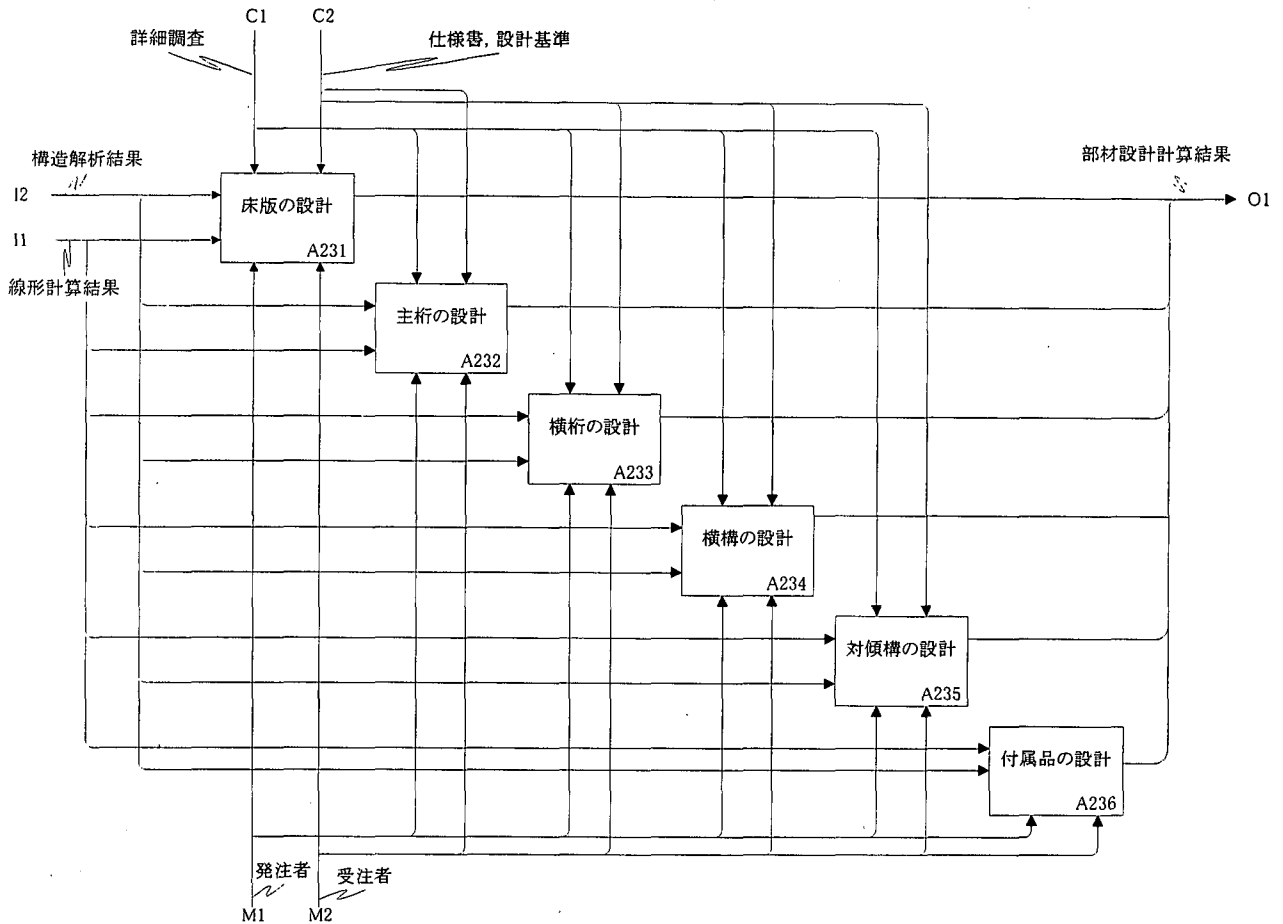 C1
C2
詳細調査
仕様書,設計基準
構造解析結果
部材設計計算結果
I2
O1
床版の設計
I1
A231
線形計算結果
主桁の設計
A232
横桁の設計
A233
横構の設計
A234
対傾構の設計
A235
付属品の設計
A236
発注者
受注者
M1
M2